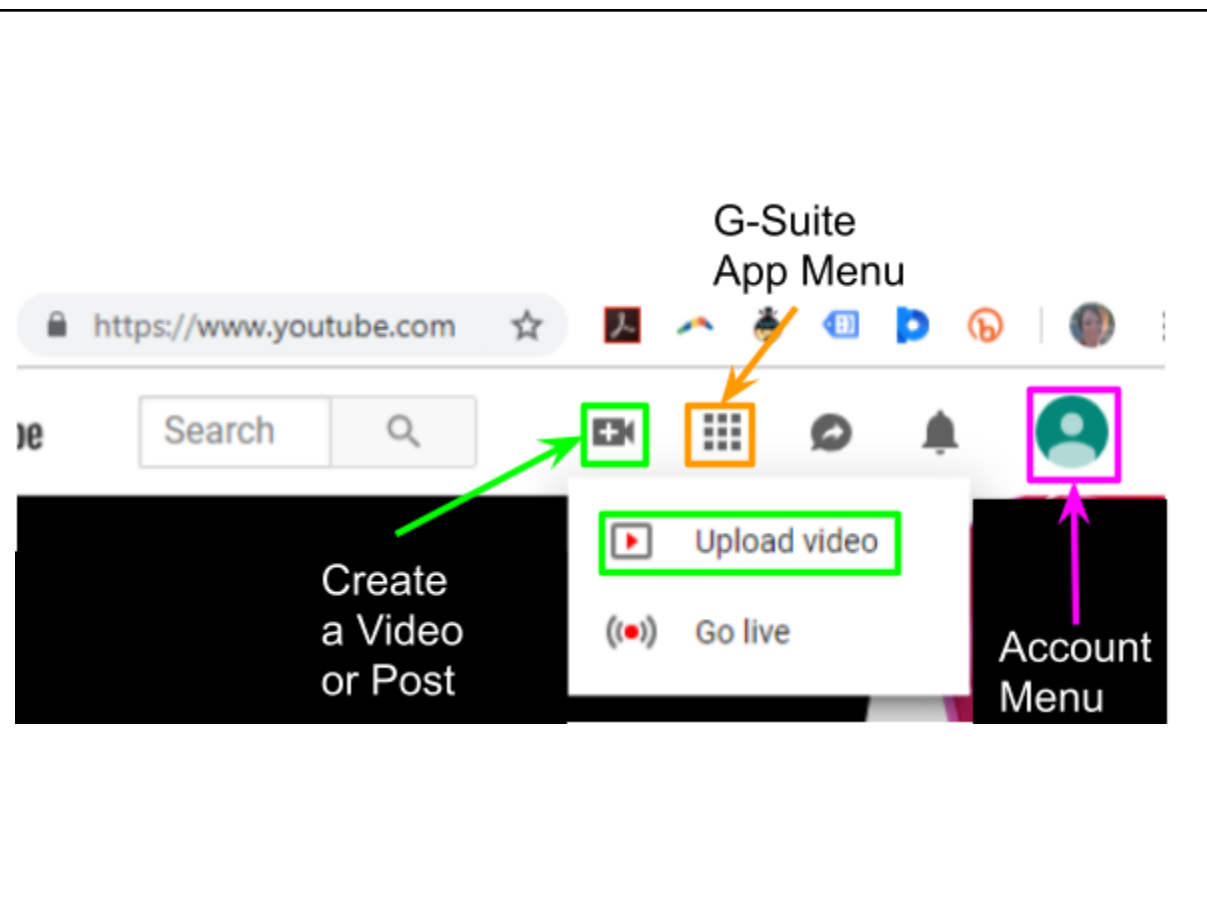 G-Suite
App Menu
https://www.youtube.com
be
Search
Upload video
Create
a Video
or Post
Go live
Account
Menu